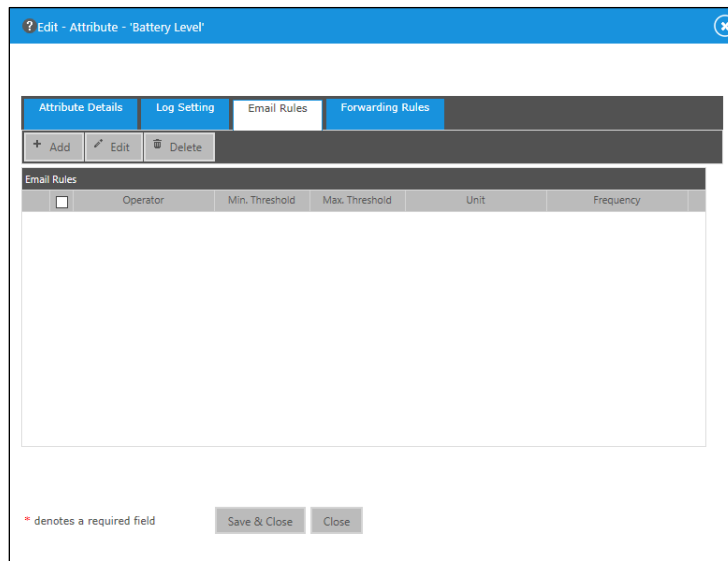 ? Edit - Attribute - 'Battery Level'
Attribute Details Log Setting Email Rules Forwarding Rules
+ Add Edit Delete
Email Rules
Operator Min. Threshold Max. Threshold Unit Frequency
* denotes a required field Save & Close Close